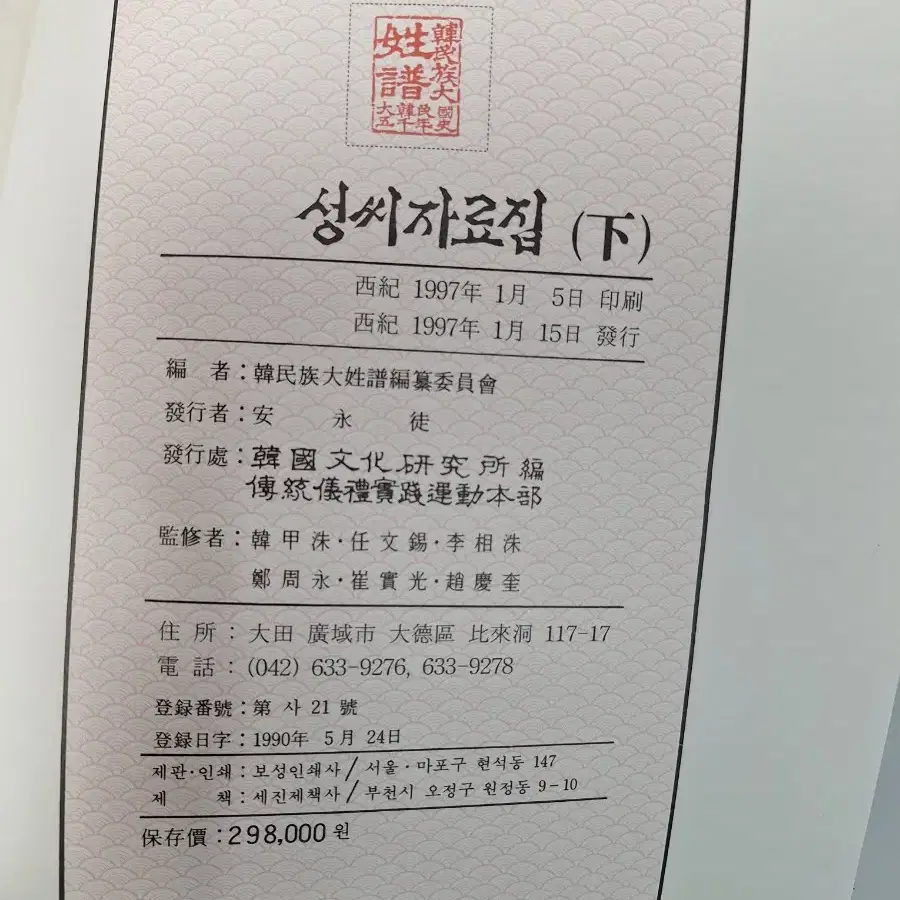 韓民族大
姓譜
大韓民國
五千年史
성씨자료집 (下)
西紀 1997年 1月 5日 印刷
西紀 1997年 1月 15日 發行
編 者 : 韓民族大姓譜編纂委員會
發行者 : 安 永 徒
發行處 : 韓國文化硏究所 編
傳統儀禮實踐運動本部
監修者 : 韓甲洙·任文錫·李相洙
鄭周永·崔實光·趙慶奎
住 所 : 大田 廣域市 大德區 比來洞 117-17
電 話 : (042) 633-9276, 633-9278
登録番號 : 第 사 21 號
登録日字 : 1990年 5月 24日
제판·인쇄 : 보성인쇄사 / 서울·마포구 현석동 147
제 책 : 세진제책사 / 부천시 오정구 원정동 9-10
保存價 : 298,000 원